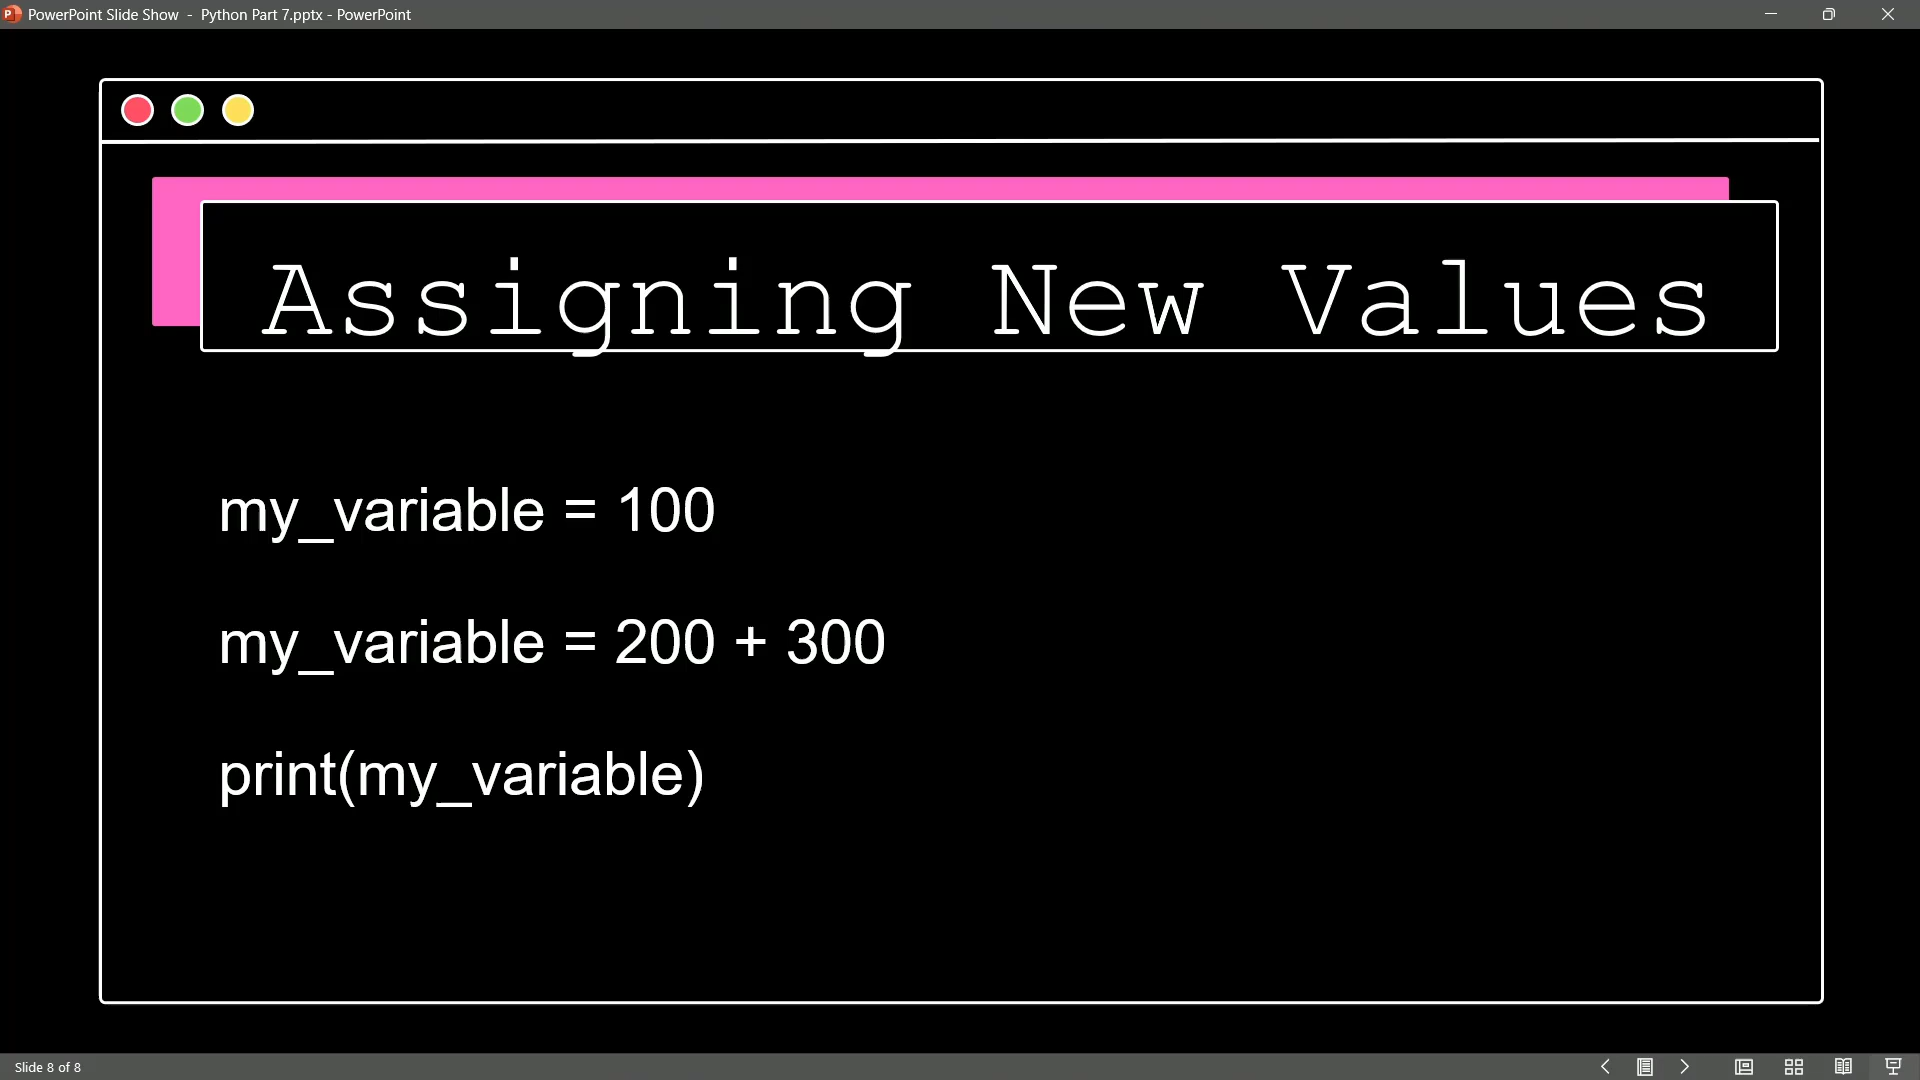 PowerPoint Slide Show - Python Part 7.pptx - PowerPoint
Assigning New Values
my_variable = 100
my_variable = 200 + 300
print(my_variable)
Slide 8 of 8